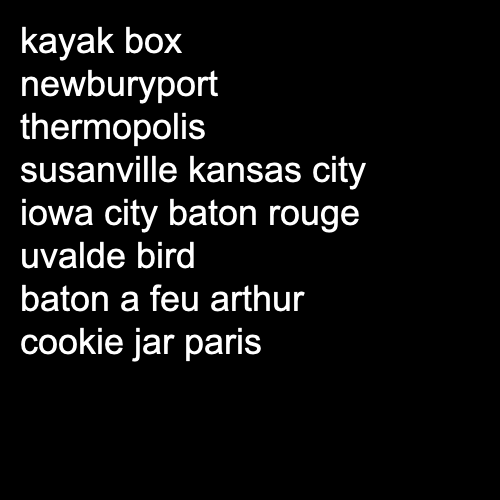 kayak box
newburyport
thermopolis
susanville kansas city
iowa city baton rouge
uvalde bird
baton a feu arthur
cookie jar paris